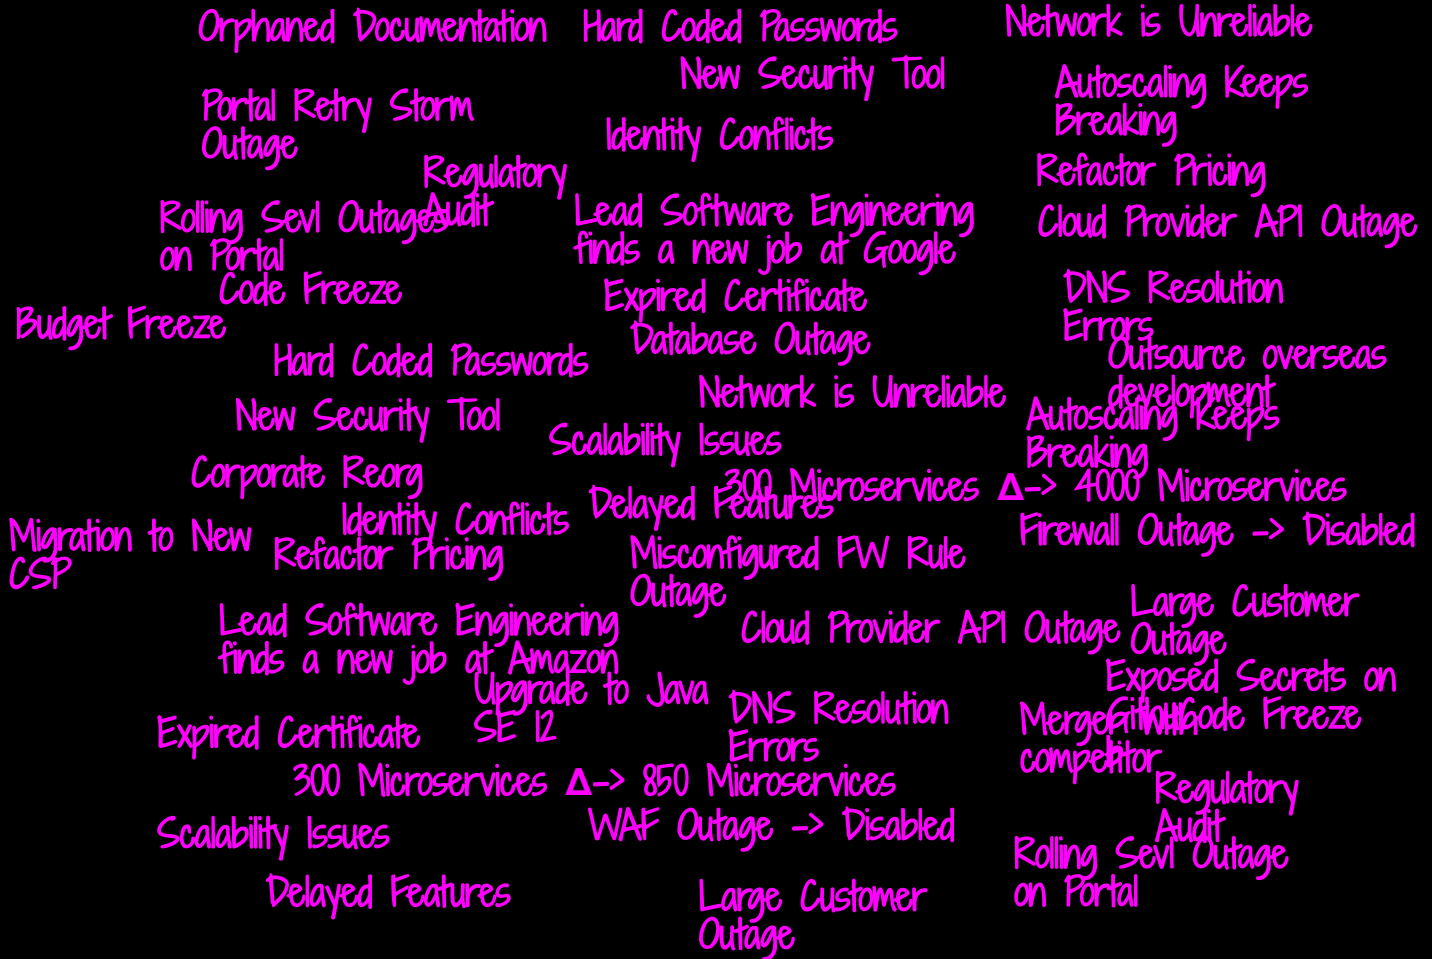 Orphaned Documentation
Hard Coded Passwords
Network is Unreliable
New Security Tool
Autoscaling Keeps
Breaking
Portal Retry Storm
Outage
Identity Conflicts
Regulatory
Audit
Refactor Pricing
Rolling Sev1 Outages
on Portal
Lead Software Engineering
finds a new job at Google
Cloud Provider API Outage
Code Freeze
Expired Certificate
DNS Resolution
Errors
Budget Freeze
Database Outage
Hard Coded Passwords
Outsource overseas
development
Network is Unreliable
New Security Tool
Autoscaling Keeps
Breaking
Scalability Issues
Corporate Reorg
300 Microservices Δ-> 4000 Microservices
Delayed Features
Identity Conflicts
Firewall Outage -> Disabled
Migration to New
CSP
Refactor Pricing
Misconfigured FW Rule
Outage
Large Customer
Outage
Lead Software Engineering
finds a new job at Amazon
Cloud Provider API Outage
Exposed Secrets on
Github
Upgrade to Java
SE 12
DNS Resolution
Errors
Merger with
competitor
Code Freeze
Expired Certificate
300 Microservices Δ-> 850 Microservices
Regulatory
Audit
Scalability Issues
WAF Outage -> Disabled
Rolling Sev1 Outage
on Portal
Delayed Features
Large Customer
Outage